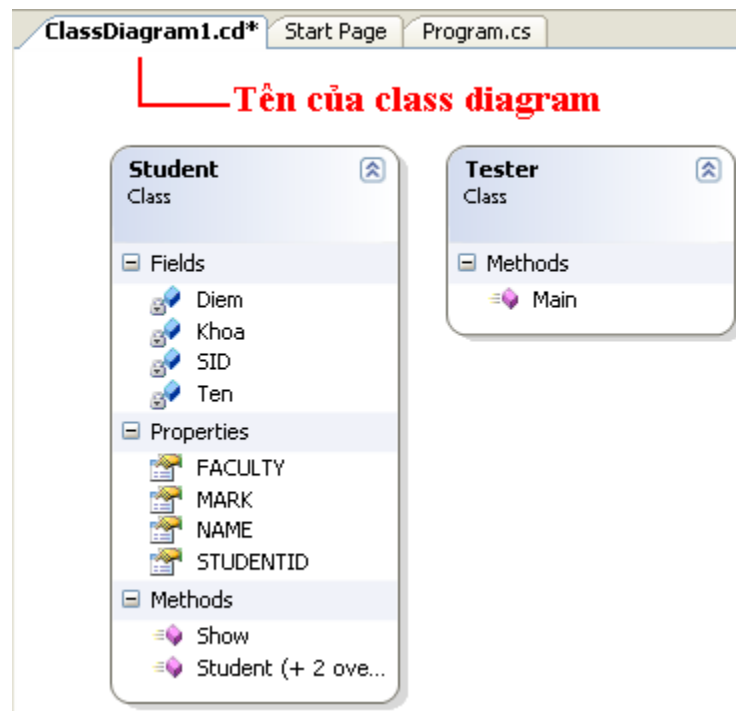 ClassDiagram1.cd* Start Page Program.cs
Tên của class diagram
Student
Class
Fields
Diem
Khoa
SID
Ten
Properties
FACULTY
MARK
NAME
STUDENTID
Methods
Show
Student (+ 2 ove...
Tester
Class
Methods
Main